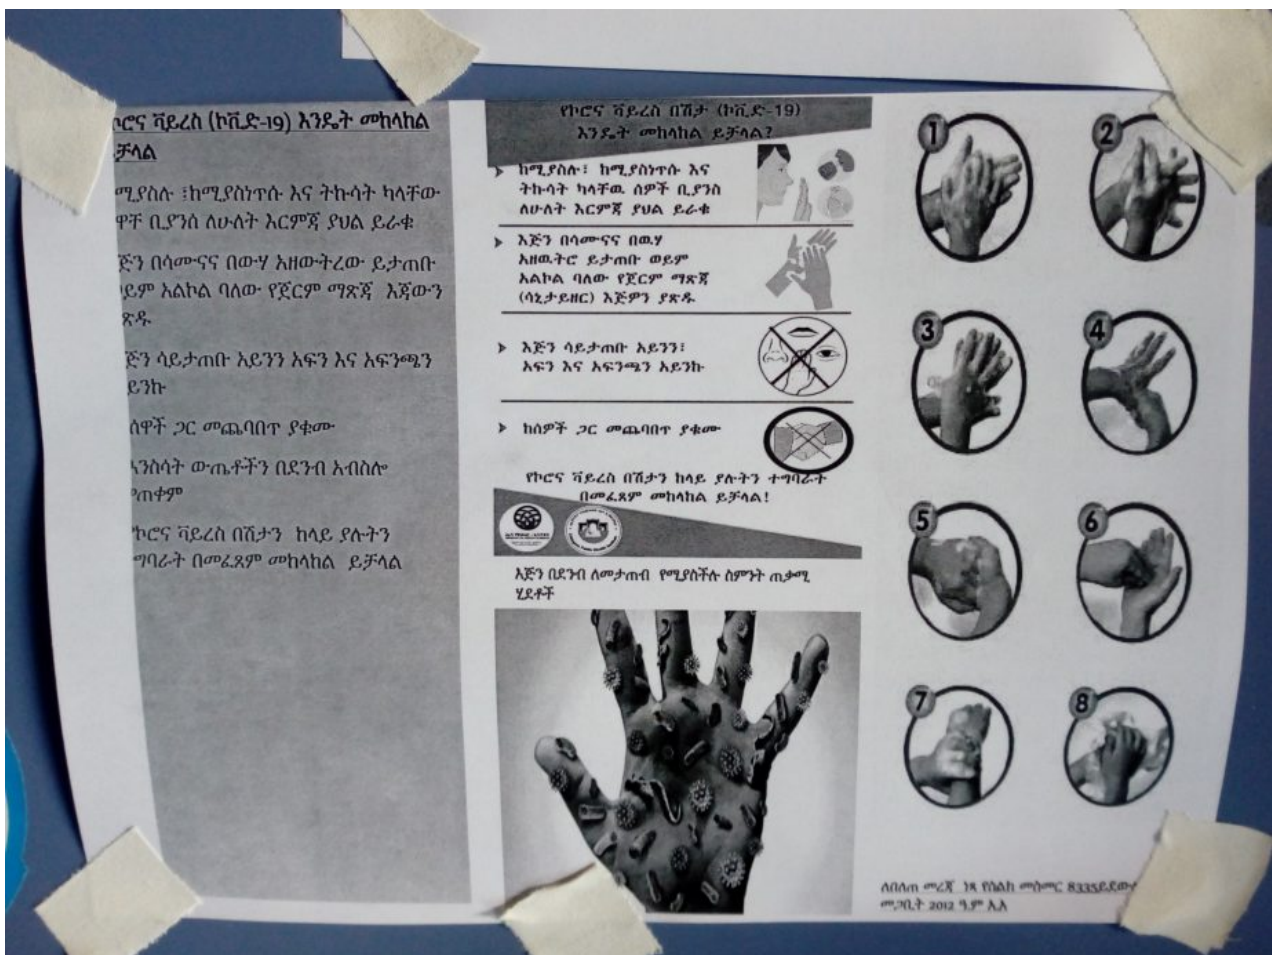 ኮሮና ቫይረስ (ኮቪድ-19) እንዴት መከላከል
ይቻላል
ሚያስሉ ፣ከሚያስነጥሱ እና ትኩሳት ካላቸው
ዋቸ ቢያንስ ለሁለት እርምጃ ያህል ይራቁ
ጅን በሳሙናና በውሃ አዘውትረው ይታጠቡ
ይም አልኮል ባለው የጀርም ማጽጃ እጃውን
ጽዱ
ጅን ሳይታጠቡ አይንን አፍን እና አፍንጫን
ይንኩ
ሰዋች ጋር መጨባበጥ ያቁሙ
እንስሳት ውጤቶችን በደንብ አብስሎ
መጠቀም
የኮሮና ቫይረስ በሽታን ከላይ ያሉትን
ግባራት በመፈጸም መከላከል ይቻላል
የኮሮና ቫይረስ በሽታ (ኮቪድ-19)
እንዴት መከላከል ይቻላል?
ከሚያስሉ፣ ከሚያስነጥሱ እና
ትኩሳት ካላቸዉ ሰዎች ቢያንስ
ለሁለት እርምጃ ያህል ይራቁ
እጅን በሳሙናና በዉሃ
አዘዉትሮ ይታጠቡ ወይም
አልኮል ባለው የጀርም ማጽጃ
(ሳኒታይዘር) እጅዎን ያጽዱ
እጅን ሳይታጠቡ አይንን፣
አፍን እና አፍንጫን አይንኩ
ከሰዎች ጋር መጨባበጥ ያቁሙ
የኮሮና ቫይረስ በሽታን ከላይ ያሉትን ተግባራት
በመፈጸም መከላከል ይቻላል!
እጅን በደንብ ለመታጠብ የሚያስችሉ ስምንት ጠቃሚ
ሂደቶች
1
2
3
4
5
6
7
8
ለበለጠ መረጃ ነጻ የስልክ መስመር 8335ይደው
መጋቢት 2012 ዓ.ም አአ